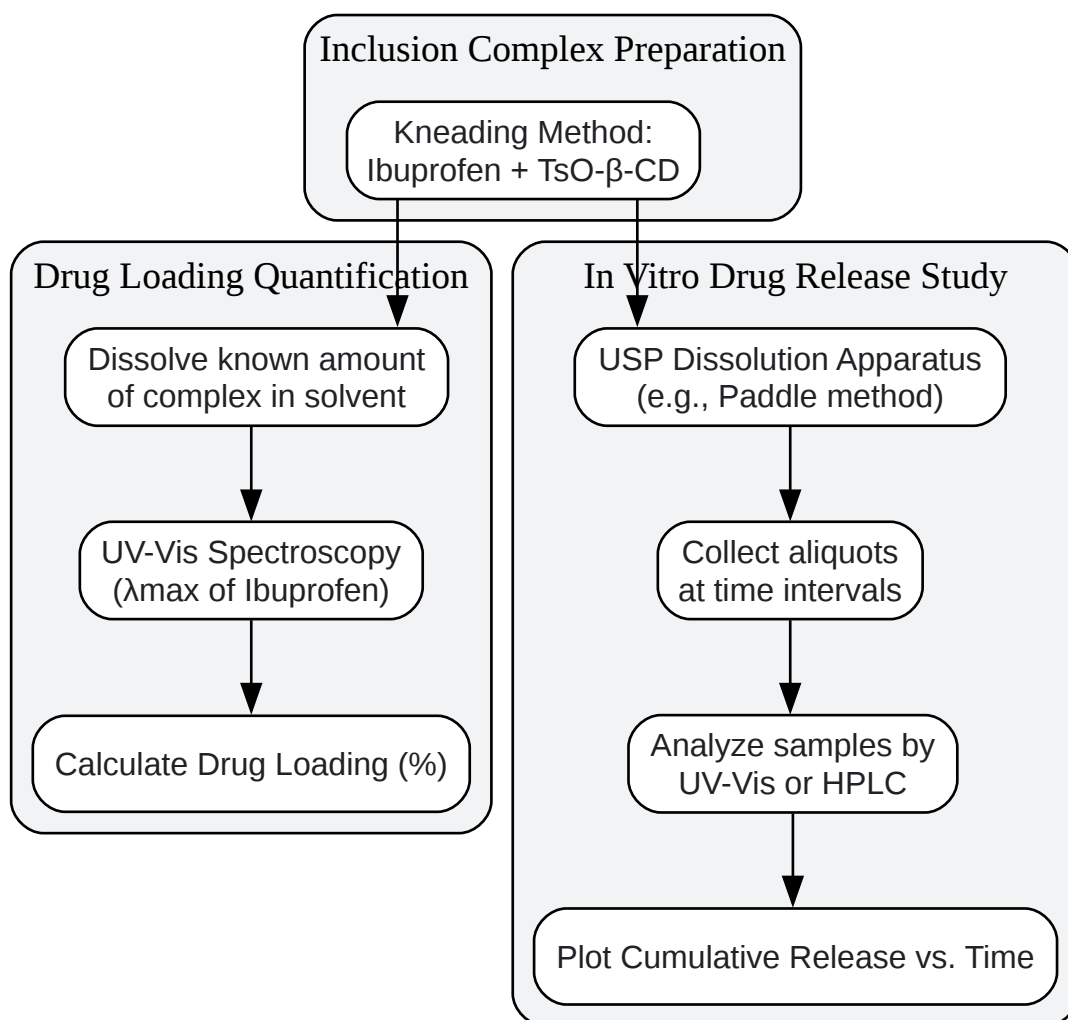 Inclusion Complex Preparation
Kneading Method:
Ibuprofen + TsO-β-CD
Drug Loading Quantification
Dissolve known amount
of complex in solvent
UV-Vis Spectroscopy
(λmax of Ibuprofen)
Calculate Drug Loading (%)
In Vitro Drug Release Study
USP Dissolution Apparatus
(e.g., Paddle method)
Collect aliquots
at time intervals
Analyze samples by
UV-Vis or HPLC
Plot Cumulative Release vs. Time